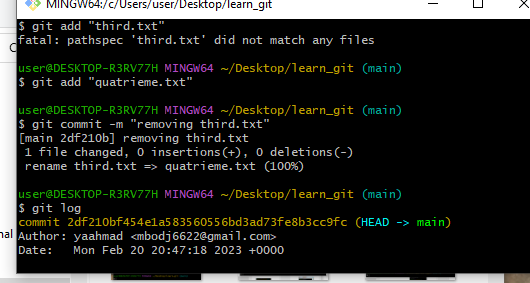 MINGW64:/c/Users/user/Desktop/learn_git
$ git add "third.txt"
fatal: pathspec 'third.txt' did not match any files
user@DESKTOP-R3RV77H MINGW64 ~/Desktop/learn_git (main)
$ git add "quatrieme.txt"
user@DESKTOP-R3RV77H MINGW64 ~/Desktop/learn_git (main)
$ git commit -m "removing third.txt"
[main 2df210b] removing third.txt
1 file changed, 0 insertions(+), 0 deletions(-)
rename third.txt => quatrieme.txt (100%)
user@DESKTOP-R3RV77H MINGW64 ~/Desktop/learn_git (main)
$ git log
commit 2df210bf454e1a583560556bd3ad73fe8b3cc9fc (HEAD -> main)
Author: yaahmad <mbodj6622@gmail.com>
Date:   Mon Feb 20 20:47:18 2023 +0000